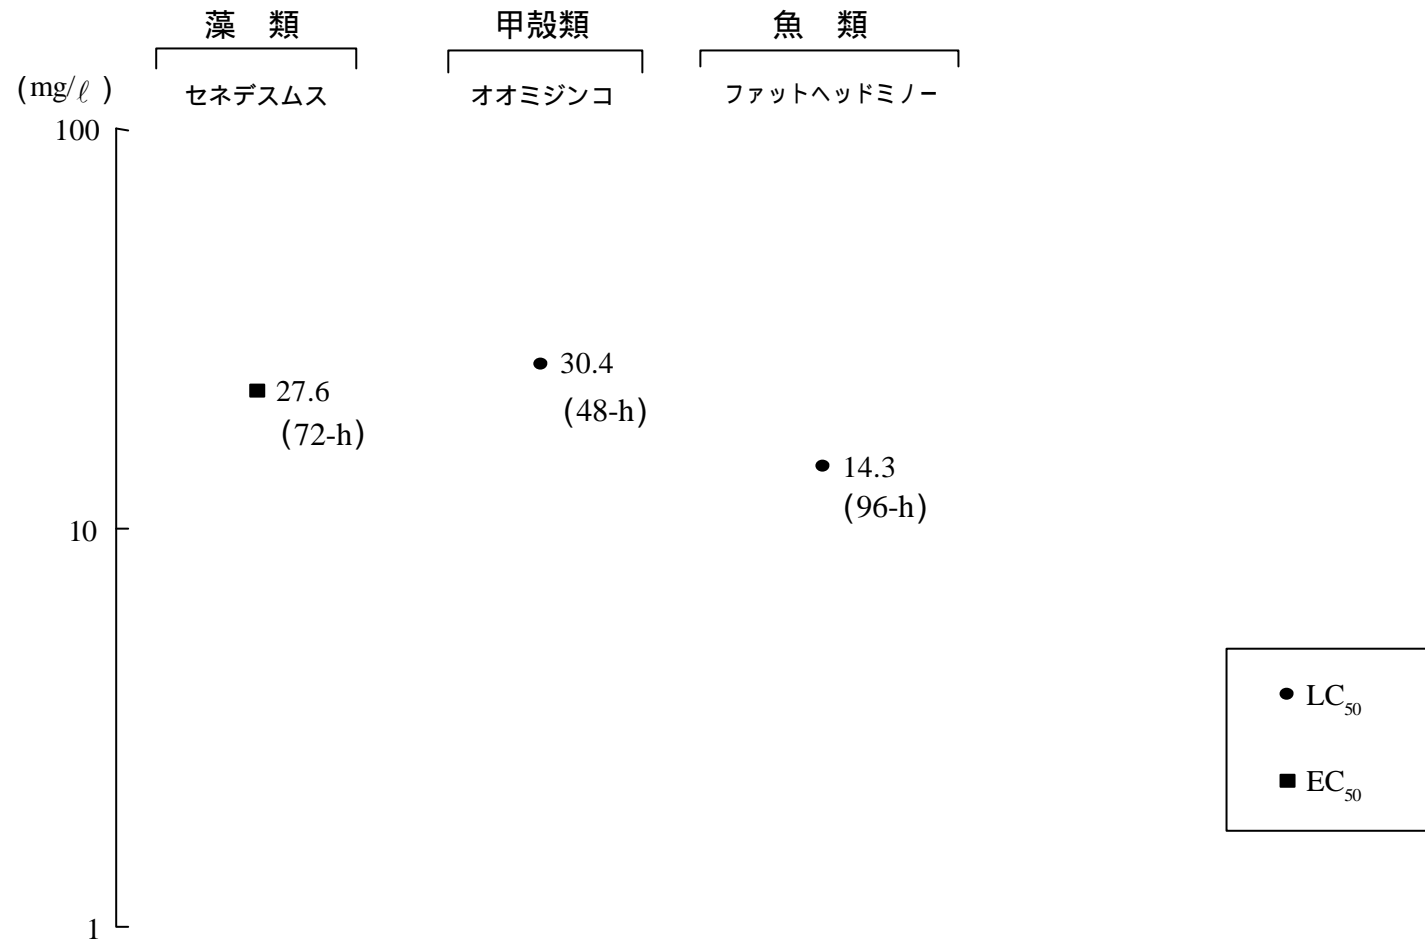 藻　類
甲殻類
魚　類
(mg/ℓ )
セネデスムス
オオミジンコ
ファットヘッドミノー
100
30.4
(48-h)
27.6
(72-h)
14.3
(96-h)
10
LC50
EC50
1